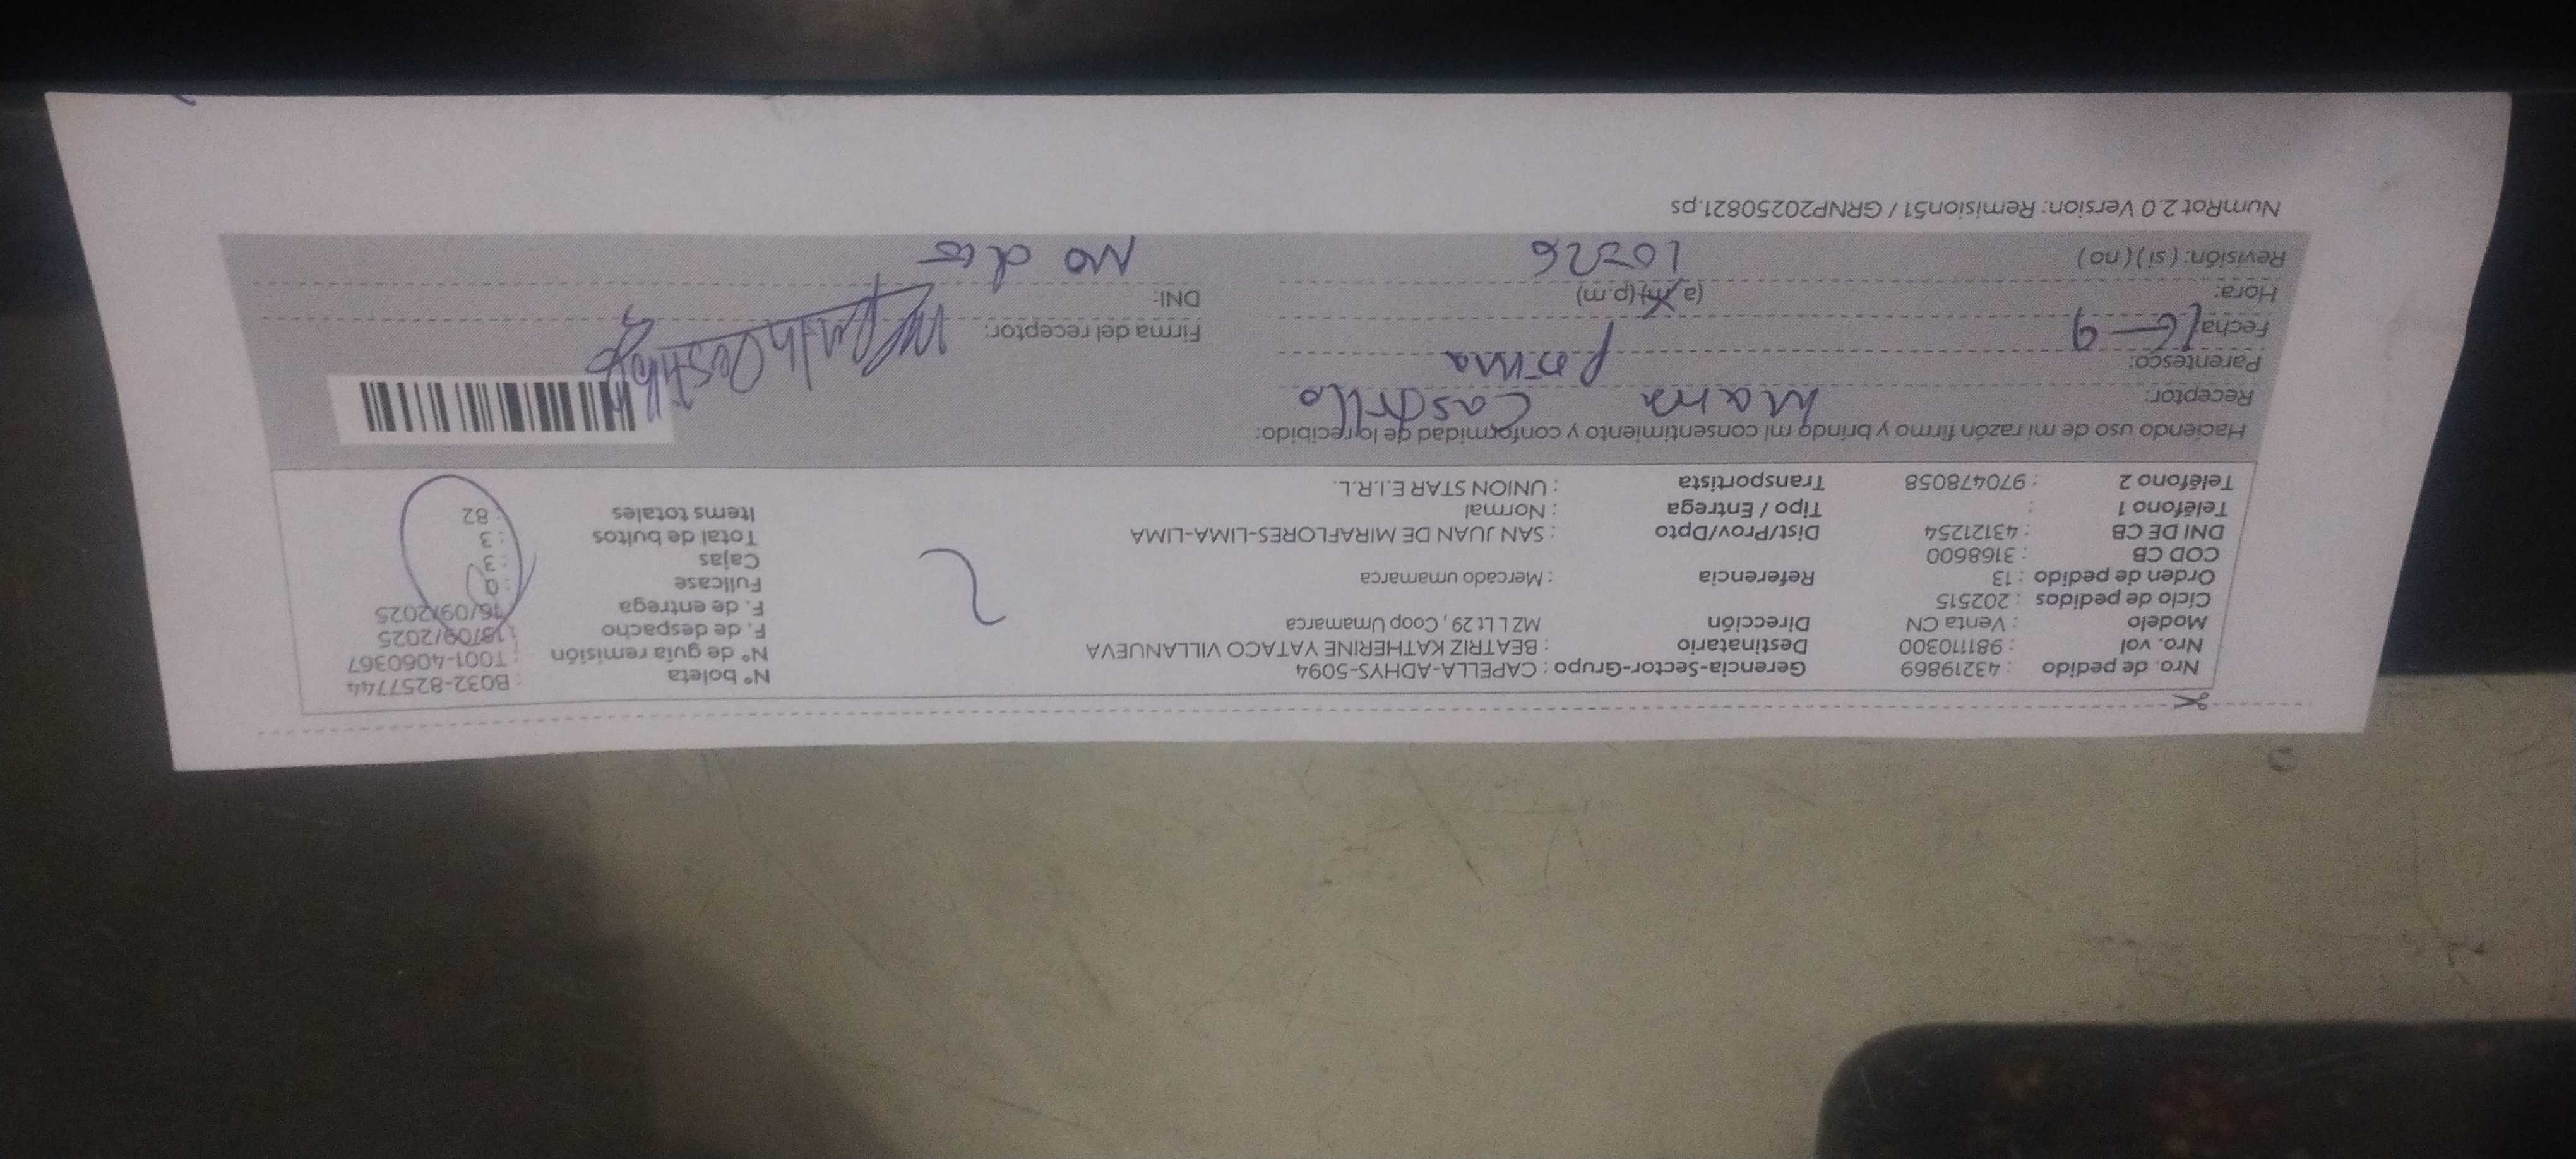 Nro. de pedido : 43219869 Gerencia-Sector-Grupo : CAPELLA-ADHYS-5094 N° boleta : B032-8257744
Nro. vol : 981110300 Destinatario : BEATRIZ KATHERINE YATACO VILLANUEVA N° de guia remisión : T001-4060367
Modelo : Venta CN Dirección MZ L Lt 29 , Coop Umamarca F. de despacho : 13/09/2025
Ciclo de pedidos : 202515 F. de entrega 16/09/2025
Orden de pedido : 13 Referencia : Mercado umamarca Fullcase : 0
COD CB : 3168600 Cajas : 3
DNI DE CB : 43121254 Dist/Prov/Dpto : SAN JUAN DE MIRAFLORES-LIMA-LIMA Total de bultos : 3
Teléfono 1 : Tipo / Entrega : Normal Items totales : 82
Teléfono 2 : 970478058 Transportista : UNION STAR E.I.R.L.
Haciendo uso de mi razón firmo y brindo mi consentimiento y conformidad de lo recibido:
Receptor: Castillo
Parentesco: prima
Fecha: 16-9 Firma del receptor:
Hora: (a.m) (p.m) DNI:
Revisión: ( si ) ( no ) 10:26 No dio
NumRot 2.0 Version: Remision51 / GRNP20250821.ps